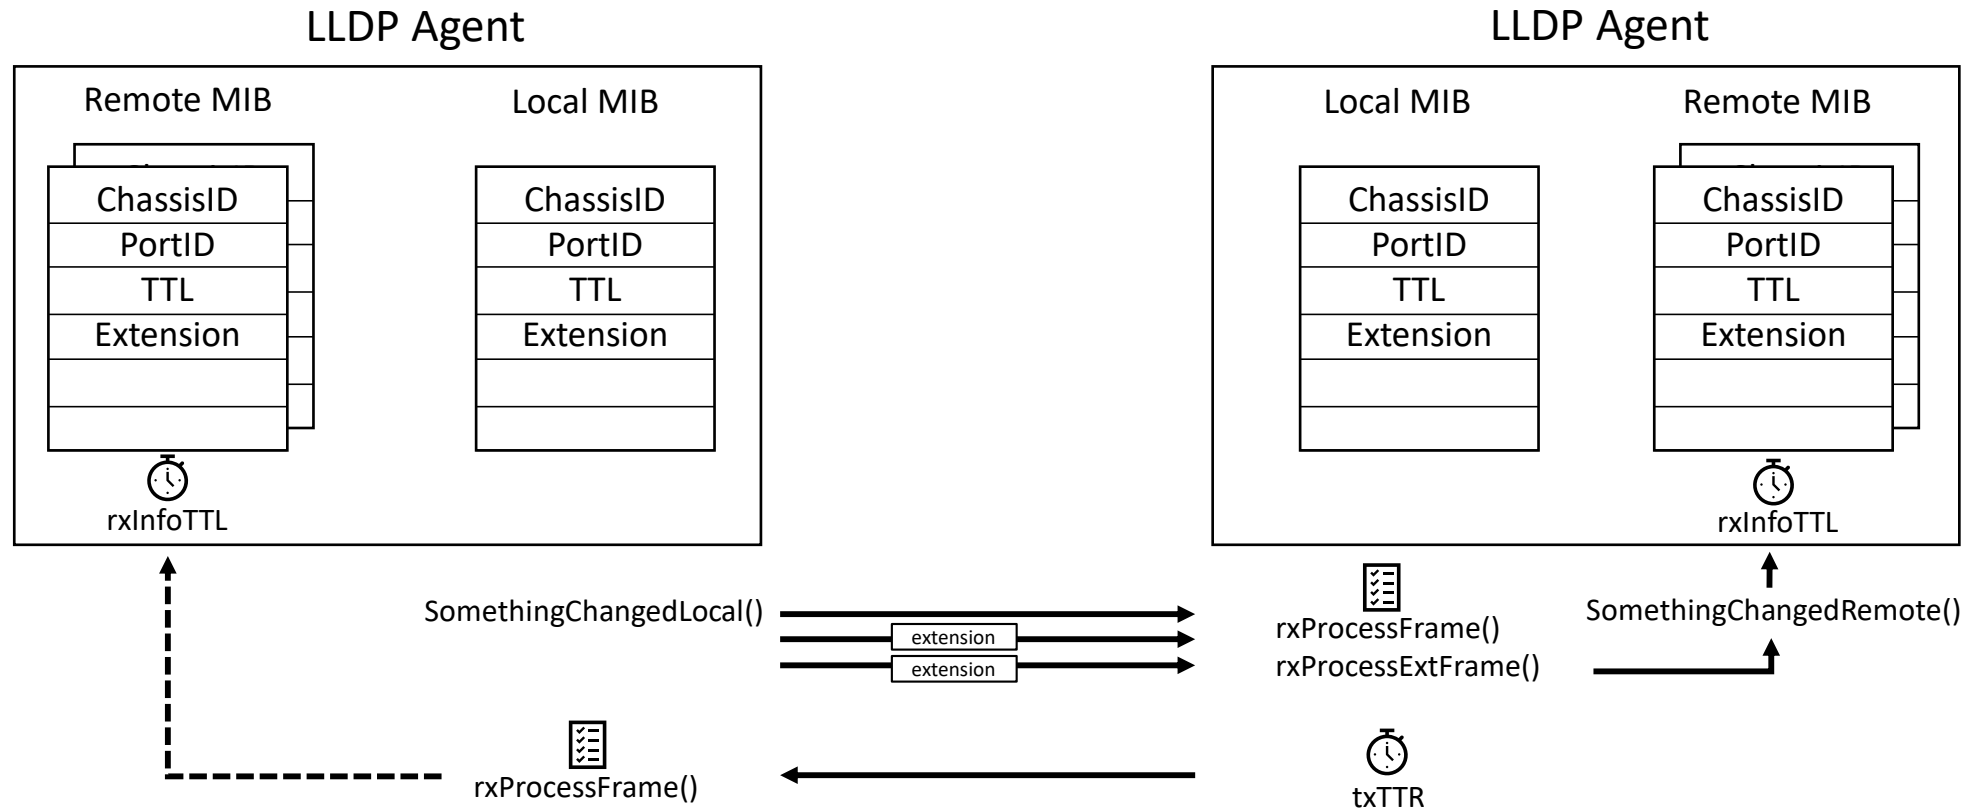 LLDP Agent
LLDP Agent
Remote MIB
Local MIB
Local MIB
Remote MIB
ChassisID
PortID
TTL
Extension
ChassisID
PortID
TTL
Extension
ChassisID
PortID
TTL
Extension
ChassisID
PortID
TTL
Extension
rxInfoTTL
rxInfoTTL
SomethingChangedLocal()
extension
extension
rxProcessFrame()
rxProcessExtFrame()
SomethingChangedRemote()
rxProcessFrame()
txTTR